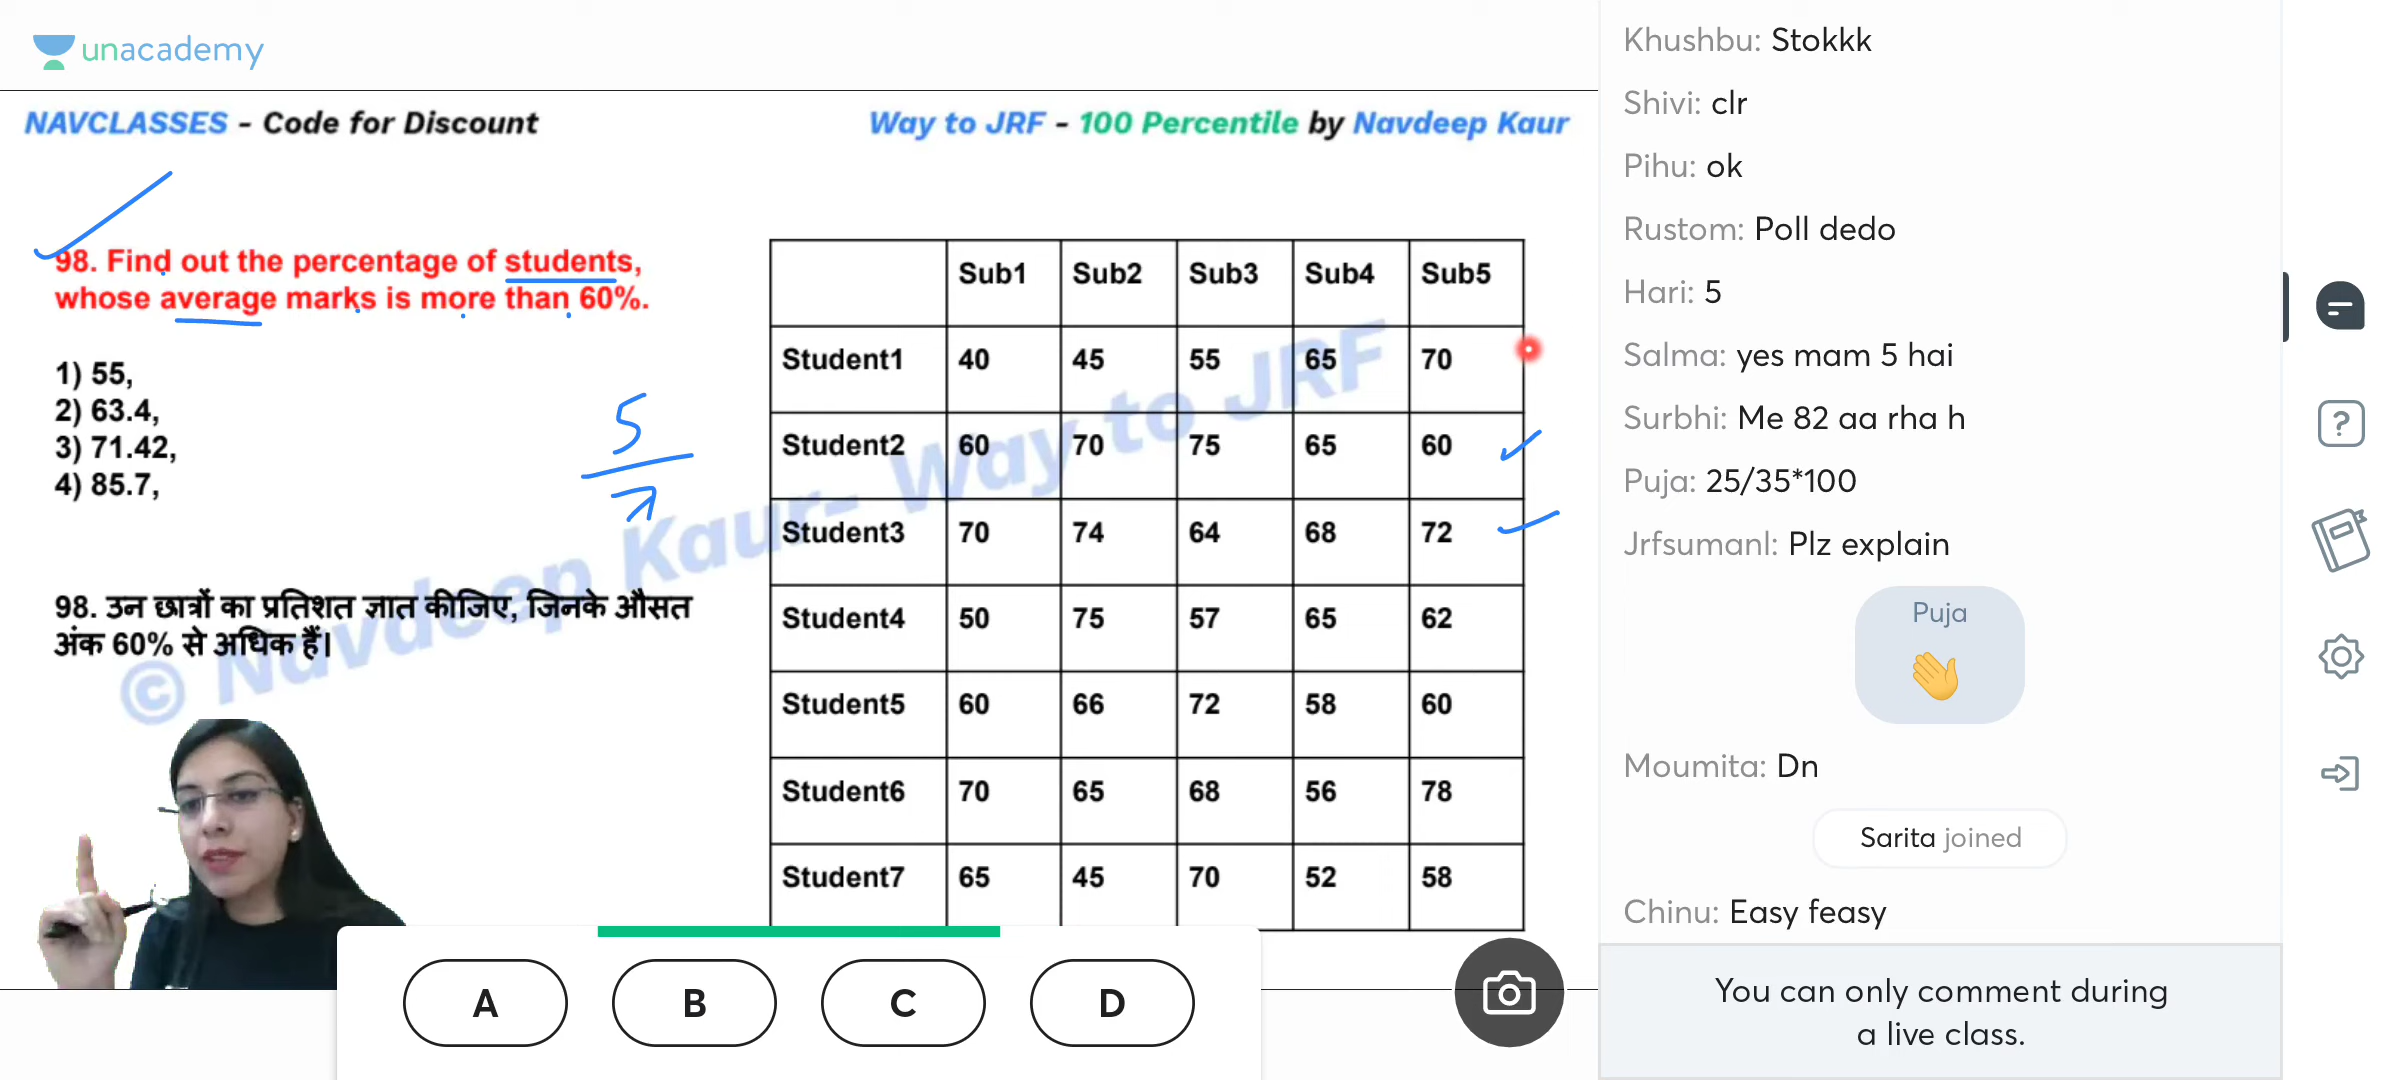 unacademy
NAVCLASSES - Code for Discount
Way to JRF - 100 Percentile by Navdeep Kaur
98. Find out the percentage of students,
whose average marks is more than 60%.
1) 55,
2) 63.4,
3) 71.42,
4) 85.7,
5
7
98. उन छात्रों का प्रतिशत ज्ञात कीजिए, जिनके औसत
अंक 60% से अधिक हैं।
Sub1 Sub2 Sub3 Sub4 Sub5
Student1 40 45 55 65 70
Student2 60 70 75 65 60
Student3 70 74 64 68 72
Student4 50 75 57 65 62
Student5 60 66 72 58 60
Student6 70 65 68 56 78
Student7 65 45 70 52 58
© Navdeep Kaur- Way to JRF
A B C D
Khushbu: Stokkk
Shivi: clr
Pihu: ok
Rustom: Poll dedo
Hari: 5
Salma: yes mam 5 hai
Surbhi: Me 82 aa rha h
Puja: 25/35*100
Jrfsumanl: Plz explain
Puja
Moumita: Dn
Sarita joined
Chinu: Easy feasy
You can only comment during
a live class.
?